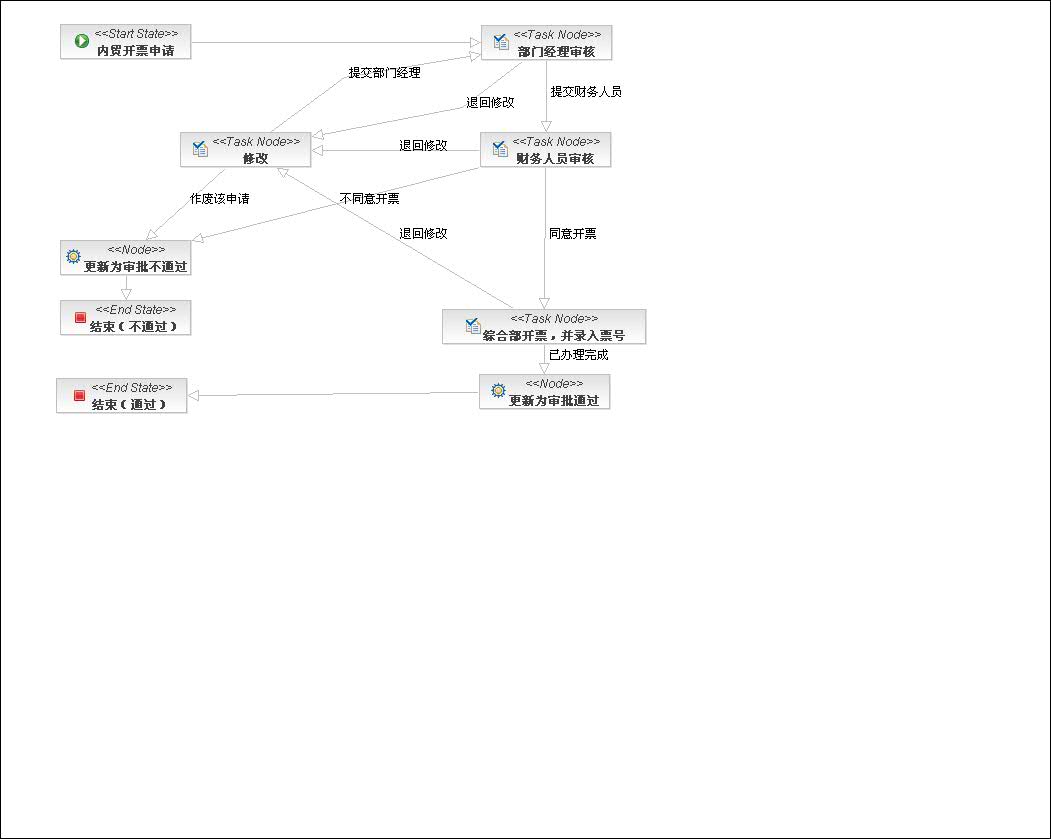 <<Start State>>
内贸开票申请
<<Task Node>>
部门经理审核
提交部门经理
提交财务人员
退回修改
<<Task Node>>
修改
退回修改
<<Task Node>>
财务人员审核
作废该申请
不同意开票
退回修改
同意开票
<<Node>>
更新为审批不通过
<<End State>>
结束（不通过）
<<Task Node>>
综合部开票，并录入票号
已办理完成
<<End State>>
结束（通过）
<<Node>>
更新为审批通过